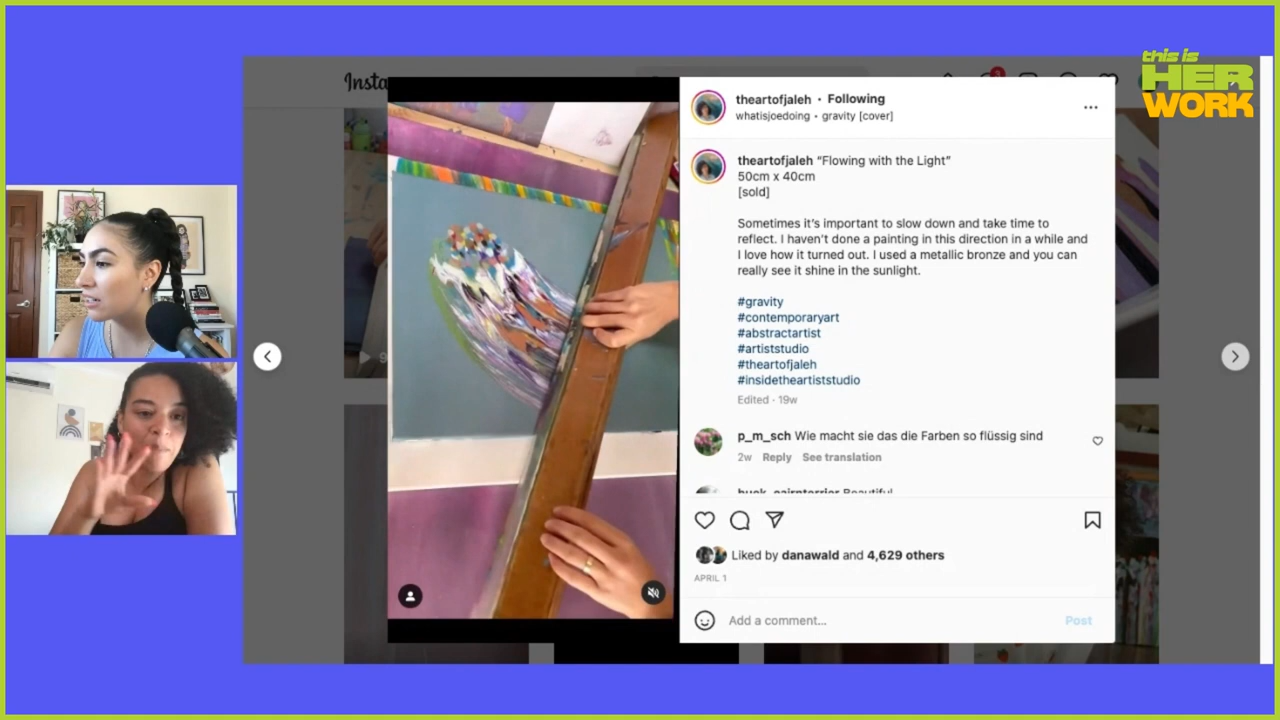 this is
HER
WORK
Insta
3
theartofjaleh • Following
whatisjoedoing • gravity [cover]
theartofjaleh “Flowing with the Light”
50cm x 40cm
[sold]
Sometimes it’s important to slow down and take time to
reflect. I haven’t done a painting in this direction in a while and
I love how it turned out. I used a metallic bronze and you can
really see it shine in the sunlight.
#gravity
#contemporaryart
#abstractartist
#artiststudio
#theartofjaleh
#insidetheartiststudio
Edited · 19w
p_m_sch Wie macht sie das die Farben so flüssig sind
2w Reply See translation
9
Liked by danawald and 4,629 others
APRIL 1
Add a comment...
Post